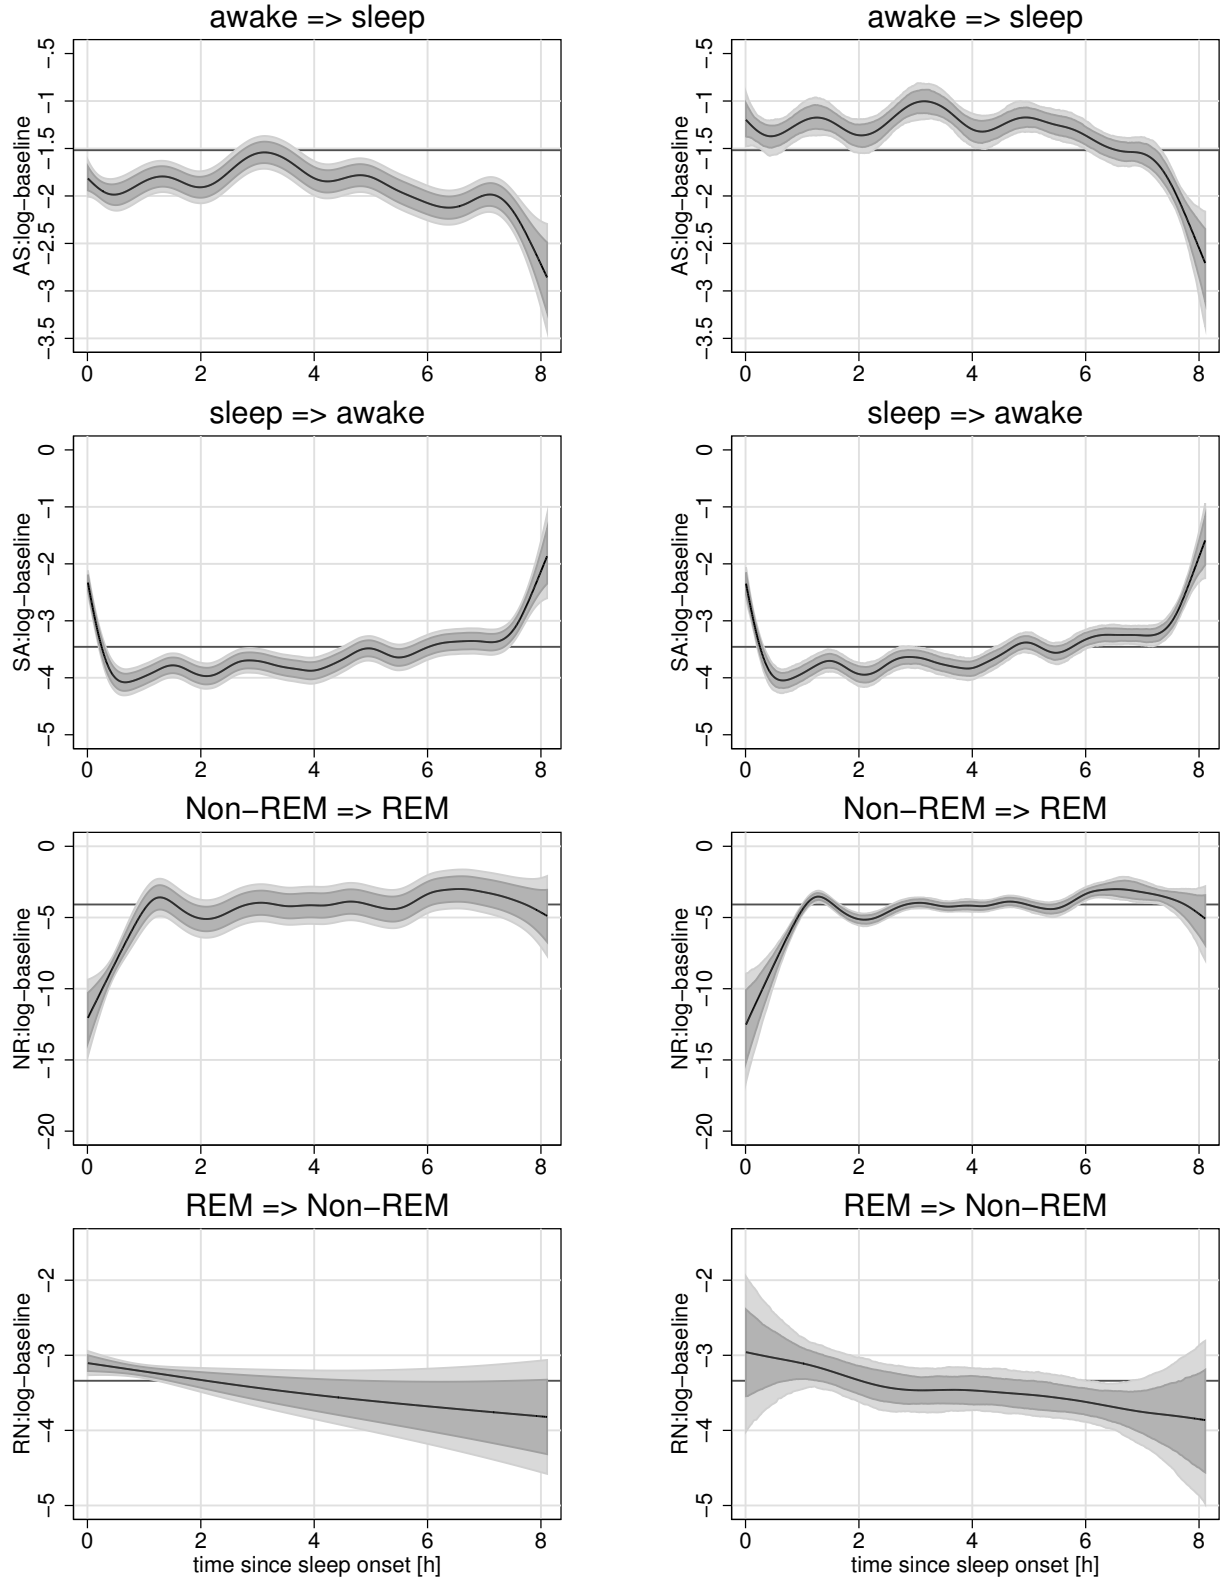 awake => sleep
AS:log−baseline
−.5
−1
−1.5
−2
−2.5
−3
−3.5
0 2 4 6 8
awake => sleep
AS:log−baseline
−.5
−1
−1.5
−2
−2.5
−3
−3.5
0 2 4 6 8
sleep => awake
SA:log−baseline
0
−1
−2
−3
−4
−5
0 2 4 6 8
sleep => awake
SA:log−baseline
0
−1
−2
−3
−4
−5
0 2 4 6 8
Non−REM => REM
NR:log−baseline
0
−5
−10
−15
−20
0 2 4 6 8
Non−REM => REM
NR:log−baseline
0
−5
−10
−15
−20
0 2 4 6 8
REM => Non−REM
RN:log−baseline
−2
−3
−4
−5
0 2 4 6 8
time since sleep onset [h]
REM => Non−REM
RN:log−baseline
−2
−3
−4
−5
0 2 4 6 8
time since sleep onset [h]